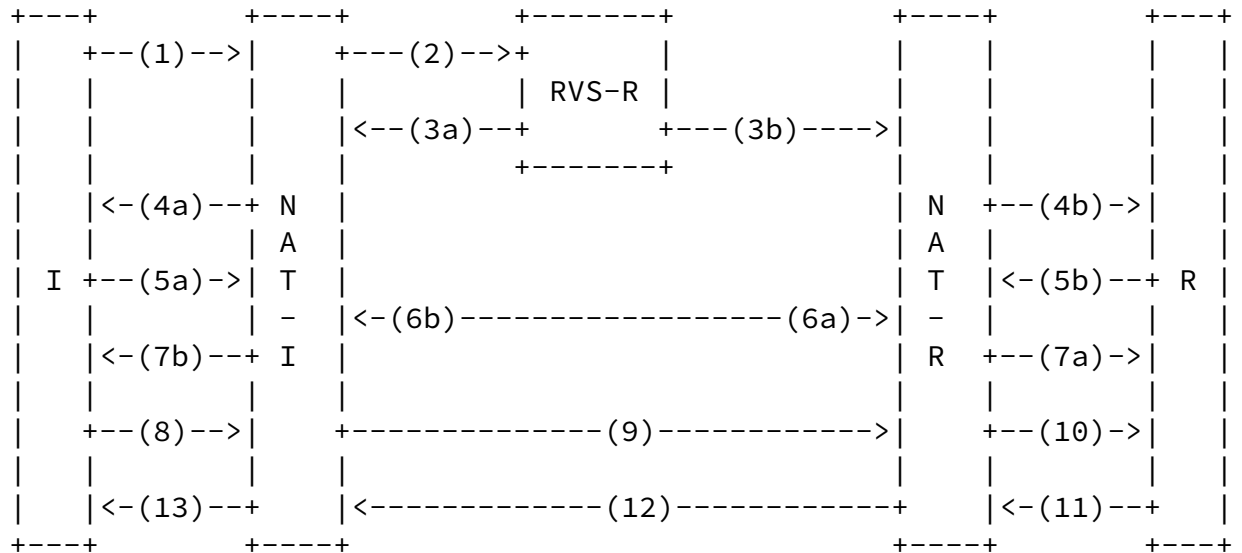 +---+       +----+          +-------+          +----+       +---+
|   +--(1)-->|    +---(2)-->+       |          |    |       |   |
|   |       |    |          | RVS-R |          |    |       |   |
|   |       |    |<--(3a)--+       +---(3b)---->|    |       |   |
|   |       |    |          +-------+          |    |       |   |
|   |<-(4a)--+ N  |                             | N  +--(4b)->|   |
|   |       | A  |                             | A  |       |   |
| I +--(5a)->| T  |                             | T  |<-(5b)--+ R |
|   |       | -  |<-(6b)-----------------(6a)->| -  |       |   |
|   |<-(7b)--+ I  |                             | R  +--(7a)->|   |
|   |       |    |                             |    |       |   |
|   +--(8)-->|    +--------------(9)------------>|    +--(10)->|   |
|   |       |    |                             |    |       |   |
|   |<-(13)--+    |<-------------(12)------------+    |<-(11)--+   |
+---+       +----+                             +----+       +---+